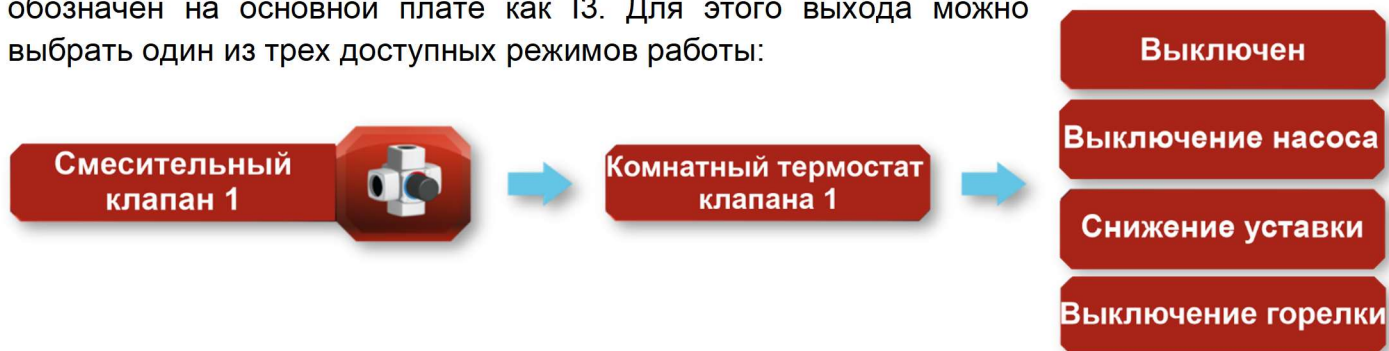 обозначен на основной плате как I3. Для этого выхода можно
выбрать один из трех доступных режимов работы:
Смесительный
клапан 1
Комнатный термостат
клапана 1
Выключен
Выключение насоса
Снижение уставки
Выключение горелки